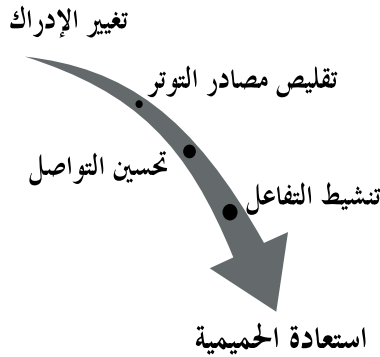 تغيير الإدراك
تقليص مصادر التوتر
تحسين التواصل
تنشيط التفاعل
استعادة الحميمية